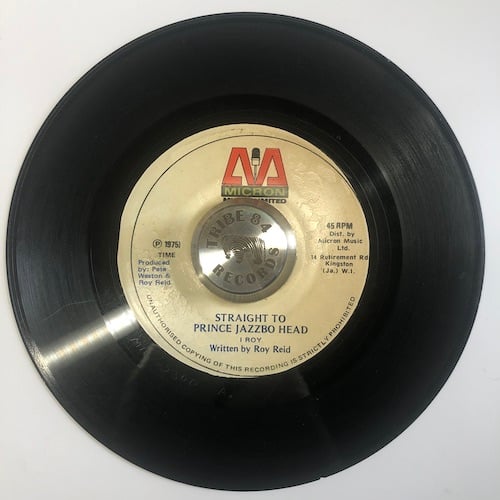 MICRON
MUSIC LIMITED
TRIBE 84
RECORDS
Ⓟ 1975
TIME
Produced
by: Pete
Weston &
Roy Reid
45 RPM
Dist. by
Micron Music
Ltd.
14 Retirement Rd
Kingston
(Ja.) W.I.
STRAIGHT TO
PRINCE JAZZBO HEAD
I ROY
Written by Roy Reid
UNAUTHORISED COPYING OF THIS RECORDING IS STRICTLY PROHIBITED